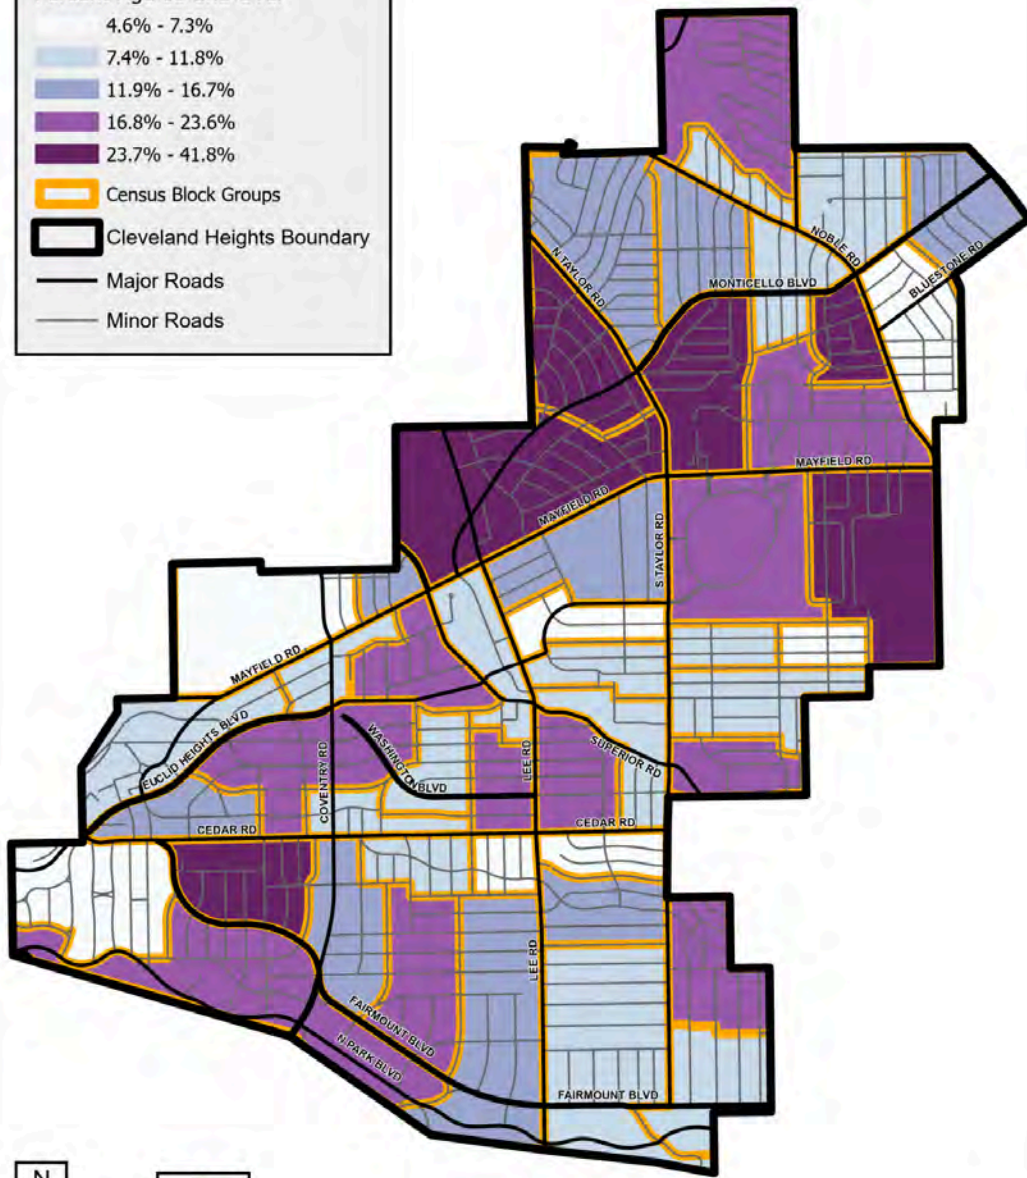 4.6% - 7.3%
7.4% - 11.8%
11.9% - 16.7%
16.8% - 23.6%
23.7% - 41.8%
Census Block Groups
Cleveland Heights Boundary
Major Roads
Minor Roads
N TAYLOR RD
NOBLE RD
MONTICELLO BLVD
BLUESTONE RD
MAYFIELD RD
MAYFIELD RD
S TAYLOR RD
MAYFIELD RD
EUCLID HEIGHTS BLVD
COVENTRY RD
WASHINGTON BLVD
LEE RD
SUPERIOR RD
CEDAR RD
CEDAR RD
LEE RD
FAIRMOUNT BLVD
N PARK BLVD
FAIRMOUNT BLVD
N